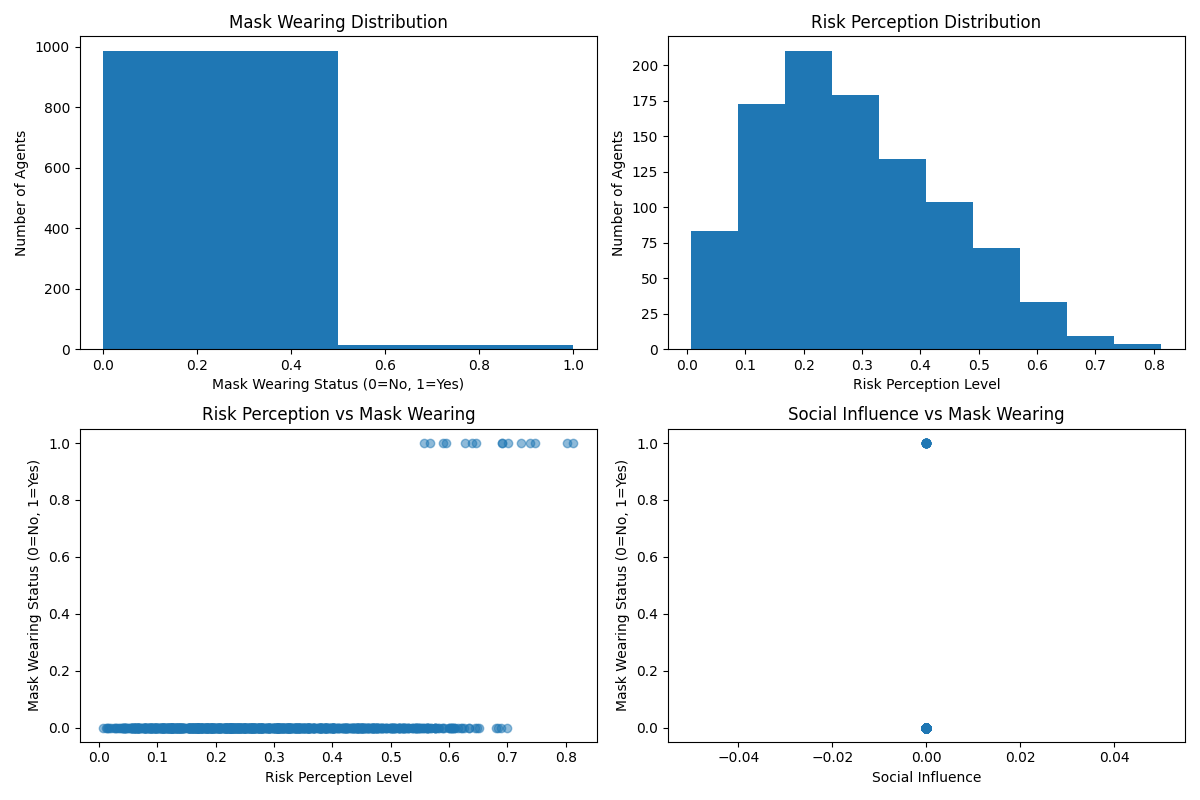 Mask Wearing Distribution
1000
800
600
400
200
0
Number of Agents
0.0 0.2 0.4 0.6 0.8 1.0
Mask Wearing Status (0=No, 1=Yes)
Risk Perception Distribution
200
175
150
125
100
75
50
25
0
Number of Agents
0.0 0.1 0.2 0.3 0.4 0.5 0.6 0.7 0.8
Risk Perception Level
Risk Perception vs Mask Wearing
1.0
0.8
0.6
0.4
0.2
0.0
Mask Wearing Status (0=No, 1=Yes)
0.0 0.1 0.2 0.3 0.4 0.5 0.6 0.7 0.8
Risk Perception Level
Social Influence vs Mask Wearing
1.0
0.8
0.6
0.4
0.2
0.0
Mask Wearing Status (0=No, 1=Yes)
−0.04 −0.02 0.00 0.02 0.04
Social Influence